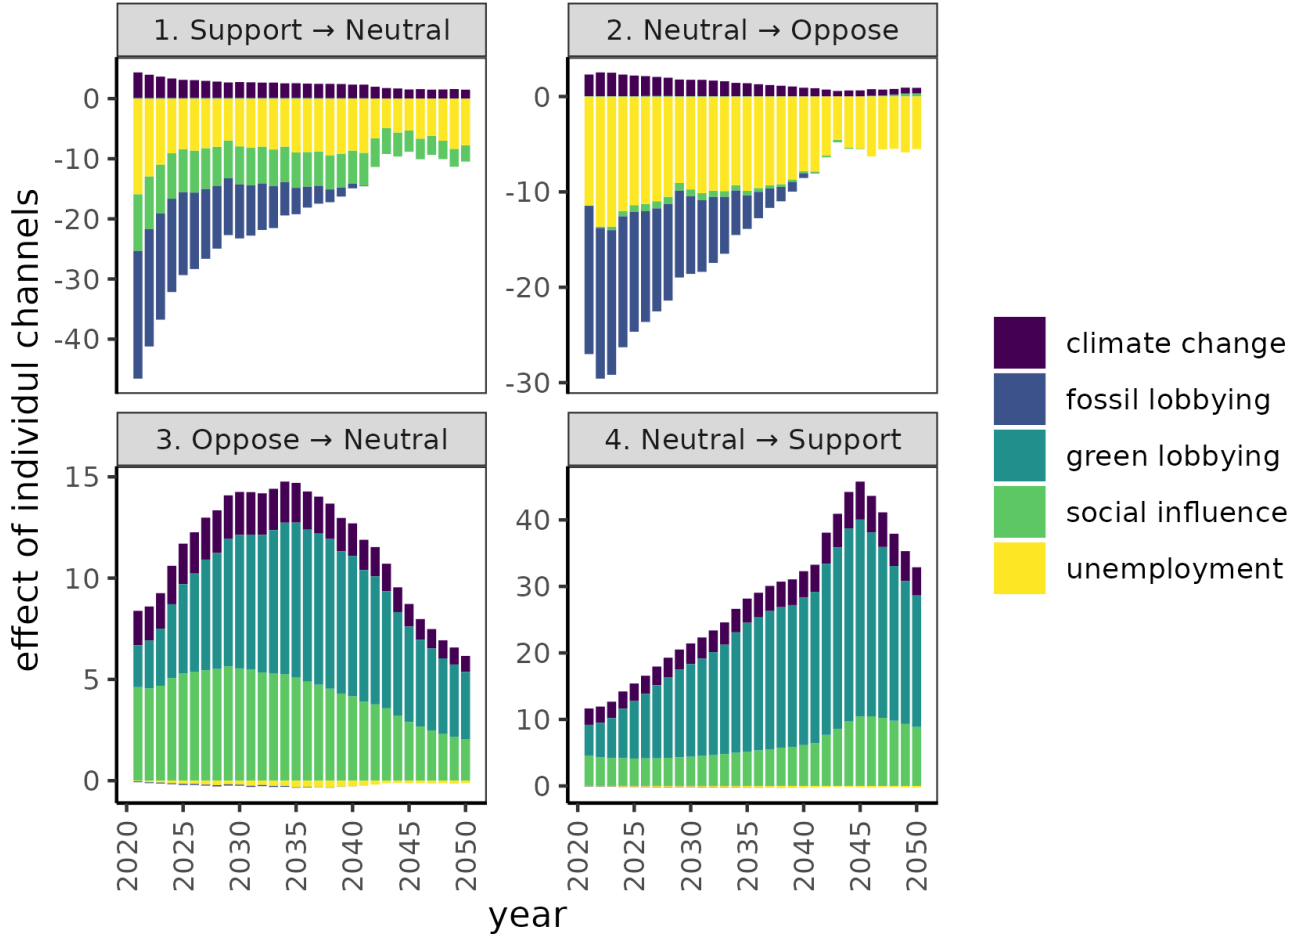 1. Support → Neutral
2. Neutral → Oppose
0
-10
-20
-30
-40
0
-10
-20
-30
3. Oppose → Neutral
4. Neutral → Support
15
10
5
0
40
30
20
10
0
2020
2025
2030
2035
2040
2045
2050
2020
2025
2030
2035
2040
2045
2050
year
effect of individul channels
climate change
fossil lobbying
green lobbying
social influence
unemployment